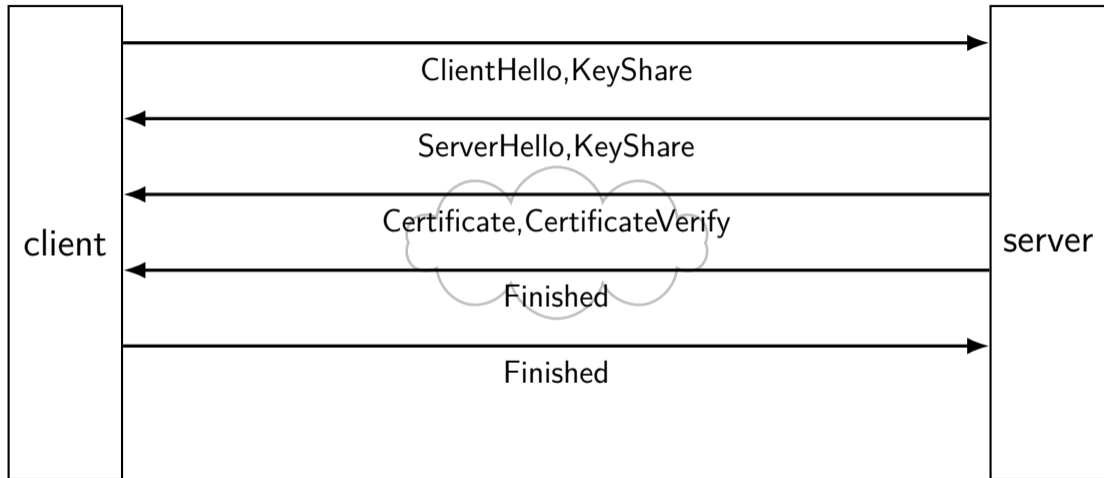 ClientHello,KeyShare
ServerHello,KeyShare
Certificate,CertificateVerify
client
server
Finished
Finished